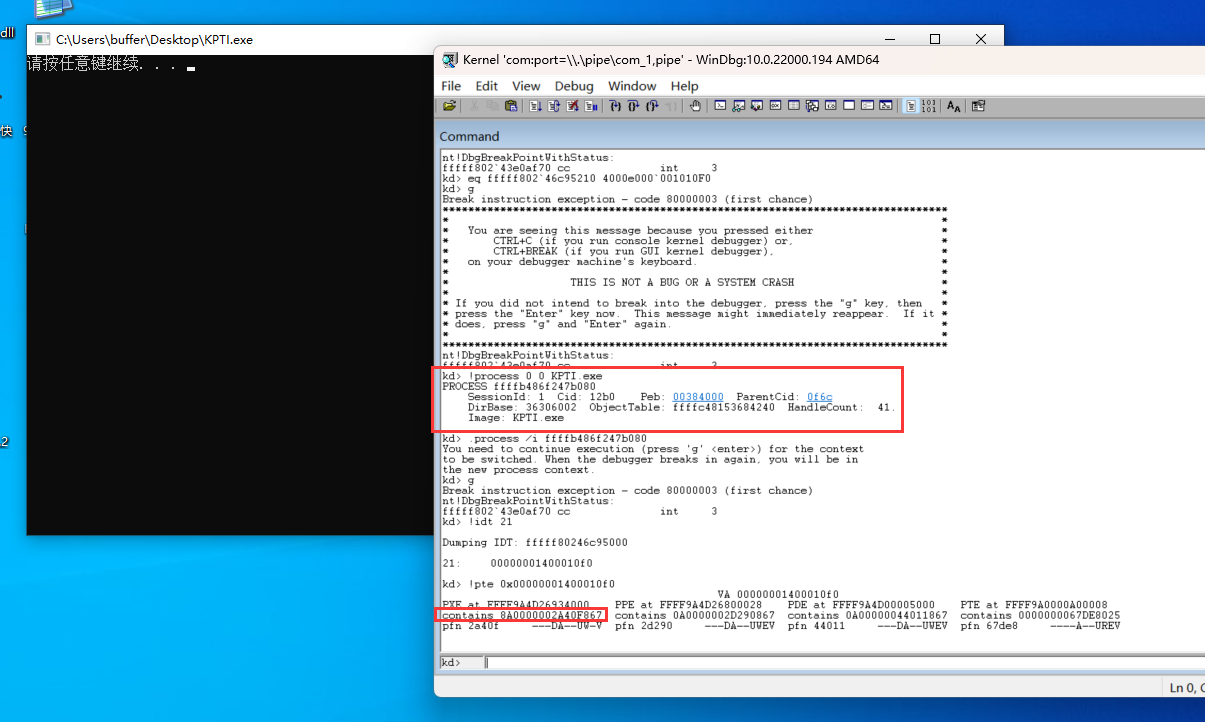 dll
快
2
C:\Users\buffer\Desktop\KPTI.exe
请按任意键继续. . .
Kernel 'com:port=\\.\pipe\com_1,pipe' - WinDbg:10.0.22000.194 AMD64
File Edit View Debug Window Help
Command
nt!DbgBreakPointWithStatus:
fffff802`43e0af70 cc int 3
kd> eq fffff802`46c95210 4000e000`001010F0
kd> g
Break instruction exception - code 80000003 (first chance)
*******************************************************************************
* *
* You are seeing this message because you pressed either *
* CTRL+C (if you run console kernel debugger) or, *
* CTRL+BREAK (if you run GUI kernel debugger), *
* on your debugger machine's keyboard. *
* *
* THIS IS NOT A BUG OR A SYSTEM CRASH *
* *
* If you did not intend to break into the debugger, press the "g" key, then *
* press the "Enter" key now. This message might immediately reappear. If it *
* does, press "g" and "Enter" again. *
* *
*******************************************************************************
nt!DbgBreakPointWithStatus:
fffff802`43e0af70 cc int 3
kd> !process 0 0 KPTI.exe
PROCESS ffffb486f247b080
SessionId: 1 Cid: 12b0 Peb: 00384000 ParentCid: 0f6c
DirBase: 36306002 ObjectTable: ffffc48153684240 HandleCount: 41.
Image: KPTI.exe
kd> .process /i ffffb486f247b080
You need to continue execution (press 'g' <enter>) for the context
to be switched. When the debugger breaks in again, you will be in
the new process context.
kd> g
Break instruction exception - code 80000003 (first chance)
nt!DbgBreakPointWithStatus:
fffff802`43e0af70 cc int 3
kd> !idt 21
Dumping IDT: fffff80246c95000
21: 00000001400010f0
kd> !pte 0x00000001400010f0
VA 00000001400010f0
PXE at FFFF9A4D26934000 PPE at FFFF9A4D26800028 PDE at FFFF9A4D00005000 PTE at FFFF9A0000A00008
contains 8A0000002A40F867 contains 0A0000002D290867 contains 0A00000044011867 contains 0000000067DE8025
pfn 2a40f ---DA--UW-V pfn 2d290 ---DA--UWEV pfn 44011 ---DA--UWEV pfn 67de8 ----A--UREV
kd>
Ln 0, C